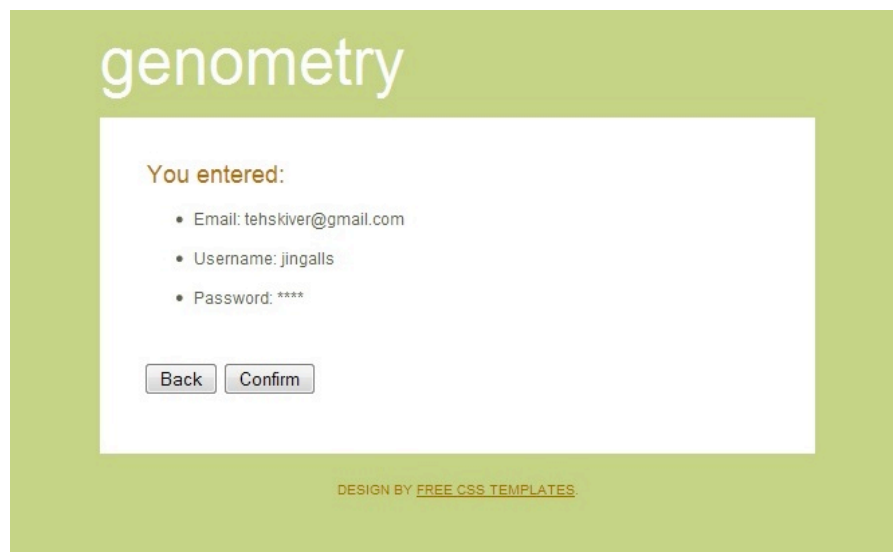 genometry
You entered:
• Email: tehskiver@gmail.com
• Username: jingalls
• Password: ****
Back Confirm
DESIGN BY FREE CSS TEMPLATES.